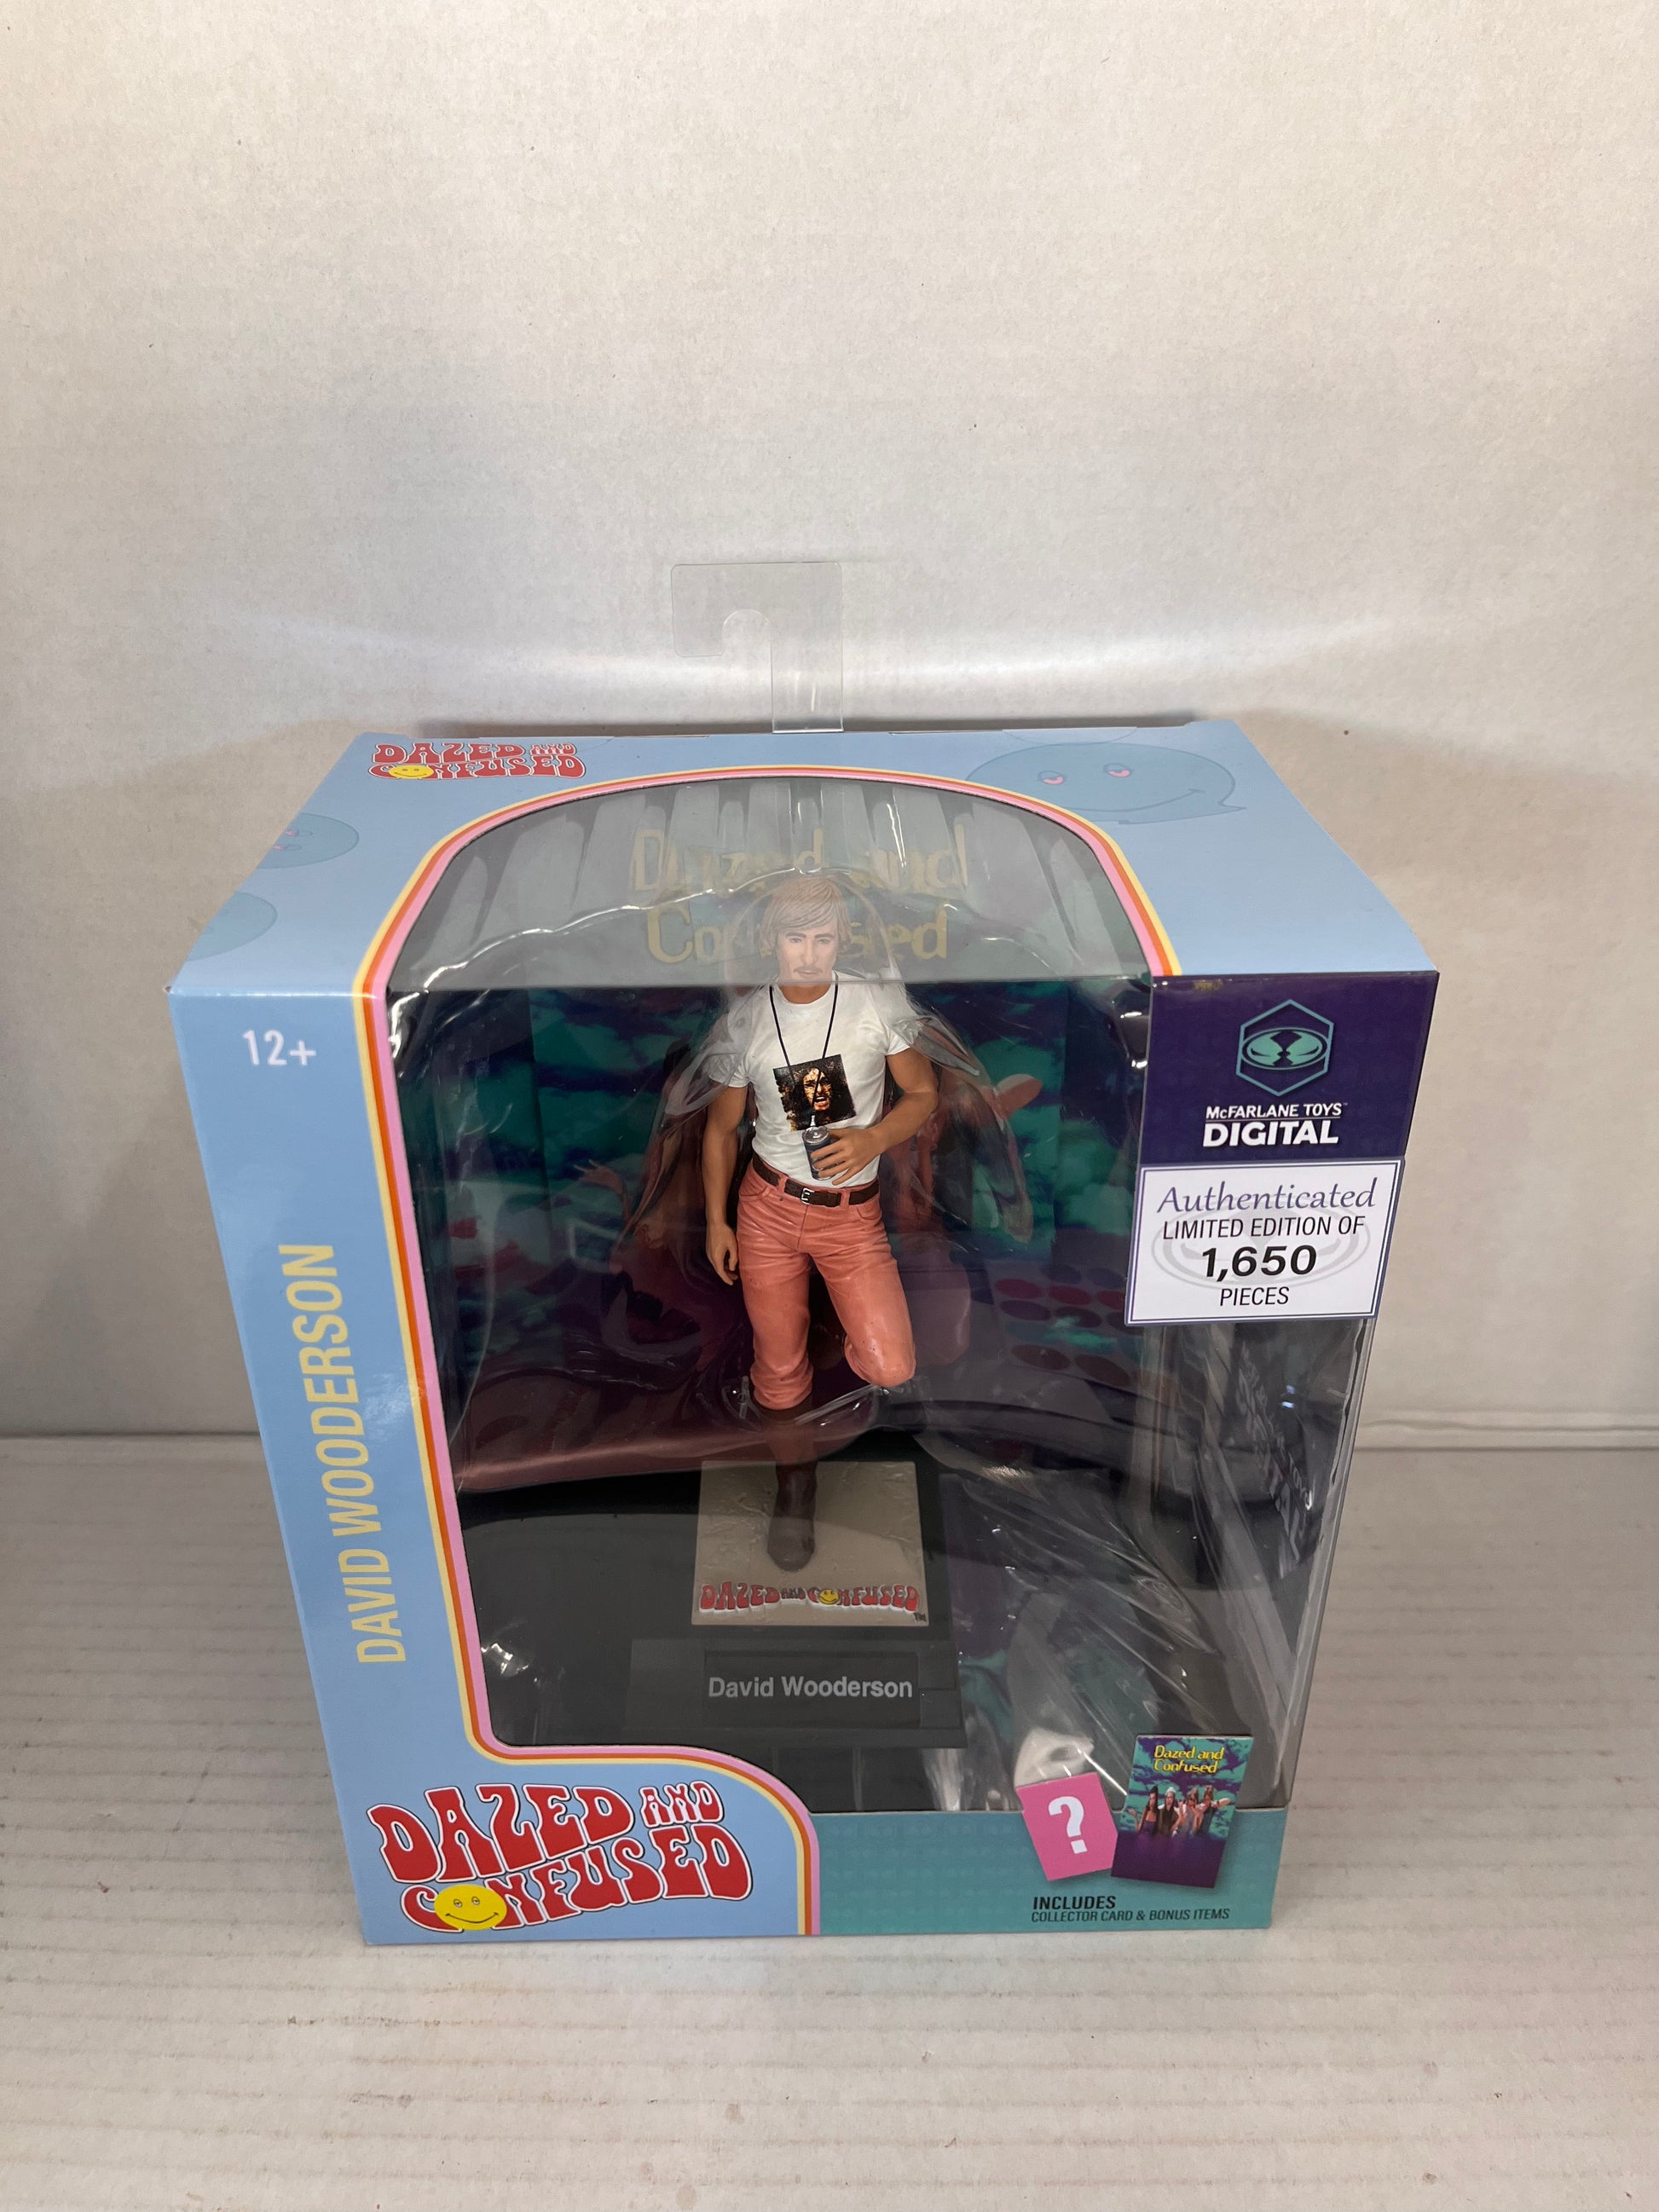 DAZED AND
CONFUSED
Dazed and
Confused
12+
McFARLANE TOYS™
DIGITAL
Authenticated
LIMITED EDITION OF
1,650
PIECES
DAVID WOODERSON
DAZED AND CONFUSED
David Wooderson
Dazed and
Confused
?
DAZED AND
CONFUSED
INCLUDES
COLLECTOR CARD & BONUS ITEMS